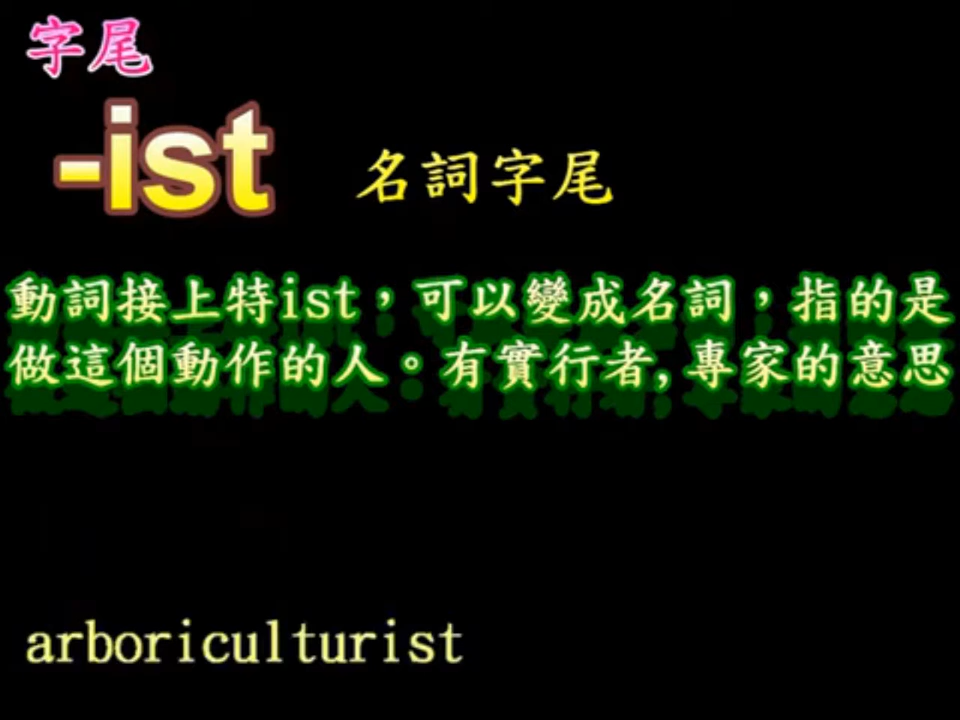 字尾
-ist
名詞字尾
動詞接上特ist，可以變成名詞，指的是
做這個動作的人。有實行者,專家的意思
arboriculturist